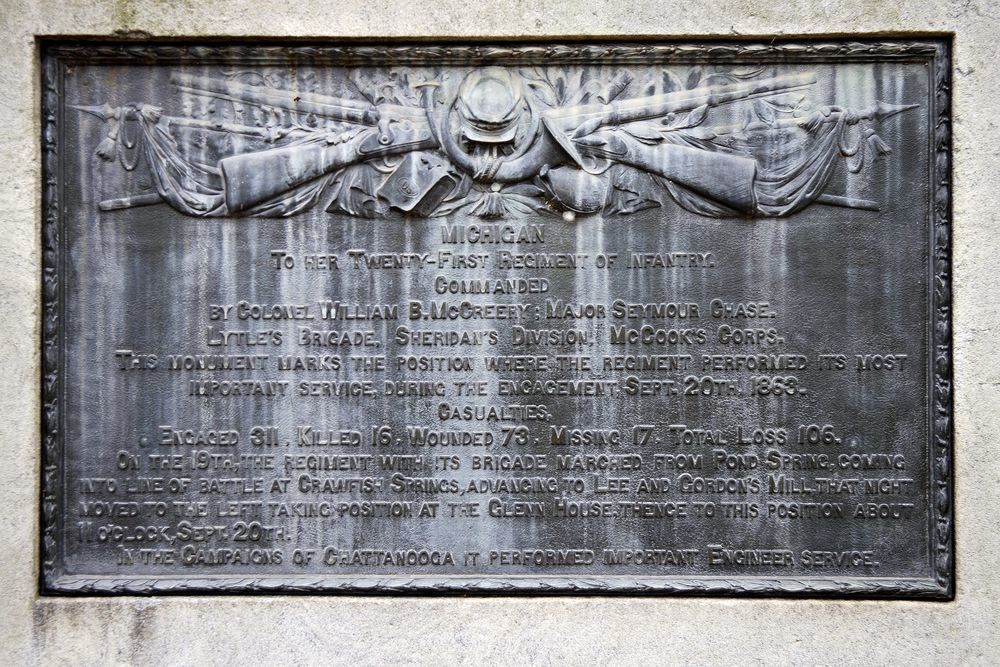 MICHIGAN
TO HER TWENTY-FIRST REGIMENT OF INFANTRY.
COMMANDED
BY COLONEL WILLIAM B. MCCREERY; MAJOR SEYMOUR CHASE.
LYTLE'S BRIGADE, SHERIDAN'S DIVISION, MCCOOK'S CORPS.
THIS MONUMENT MARKS THE POSITION WHERE THE REGIMENT PERFORMED ITS MOST
IMPORTANT SERVICE, DURING THE ENGAGEMENT, SEPT. 20TH. 1863.
CASUALTIES.
ENGAGED 311. KILLED 16. WOUNDED 73. MISSING 17. TOTAL LOSS 106.
ON THE 19TH, THE REGIMENT WITH ITS BRIGADE MARCHED FROM POND SPRING, COMING
INTO LINE OF BATTLE AT CRAWFISH SPRINGS, ADVANCING TO LEE AND GORDON'S MILL. THAT NIGHT
MOVED TO THE LEFT TAKING POSITION AT THE GLENN HOUSE, THENCE TO THIS POSITION ABOUT
11 O'CLOCK, SEPT. 20TH.
IN THE CAMPAIGNS OF CHATTANOOGA IT PERFORMED IMPORTANT ENGINEER SERVICE.